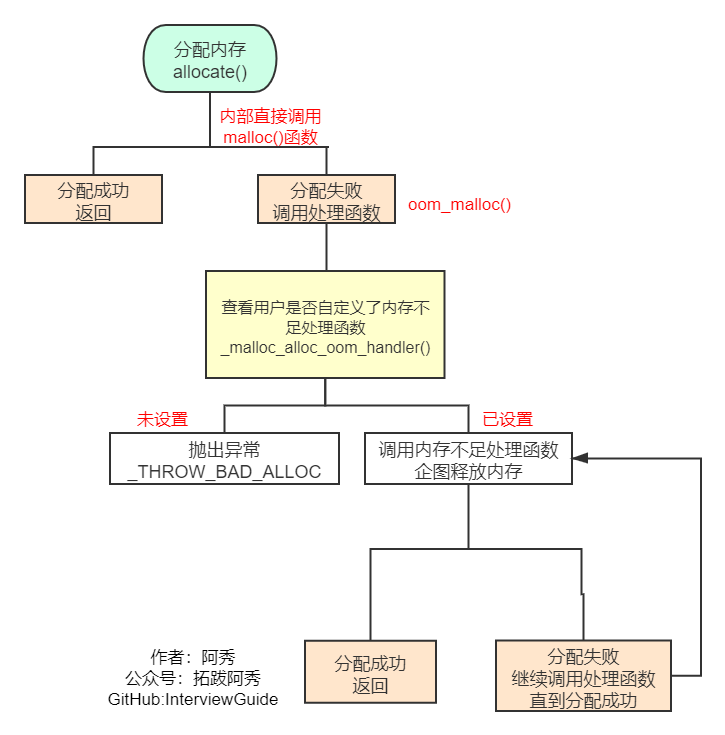 分配内存
allocate()
内部直接调用
malloc()函数
分配成功
返回
分配失败
调用处理函数
oom_malloc()
查看用户是否自定义了内存不
足处理函数
_malloc_alloc_oom_handler()
未设置
已设置
抛出异常
_THROW_BAD_ALLOC
调用内存不足处理函数
企图释放内存
分配成功
返回
分配失败
继续调用处理函数
直到分配成功
作者：阿秀
公众号：拓跋阿秀
GitHub:InterviewGuide